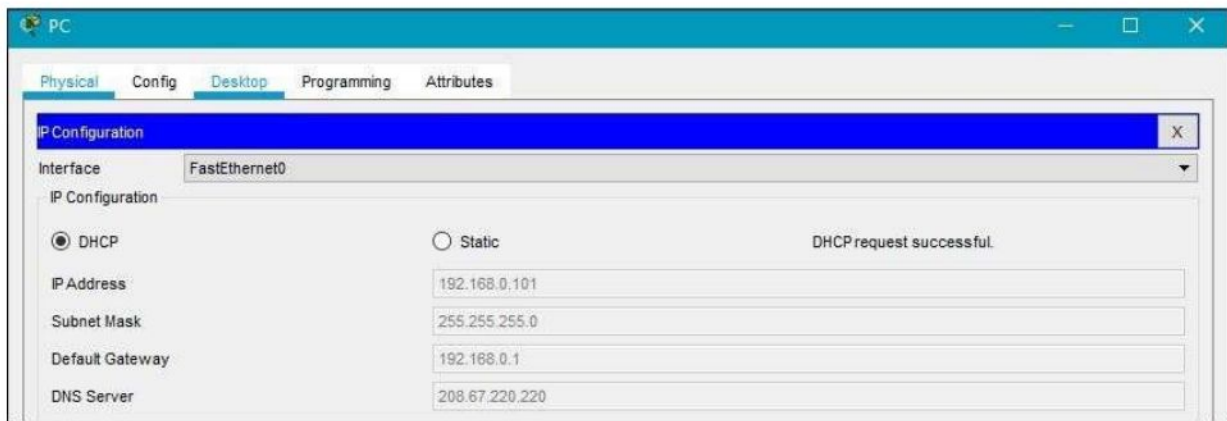 PC
Physical Config Desktop Programming Attributes
IP Configuration X
Interface FastEthernet0
IP Configuration
DHCP Static DHCP request successful.
IP Address 192.168.0.101
Subnet Mask 255.255.255.0
Default Gateway 192.168.0.1
DNS Server 208.67.220.220